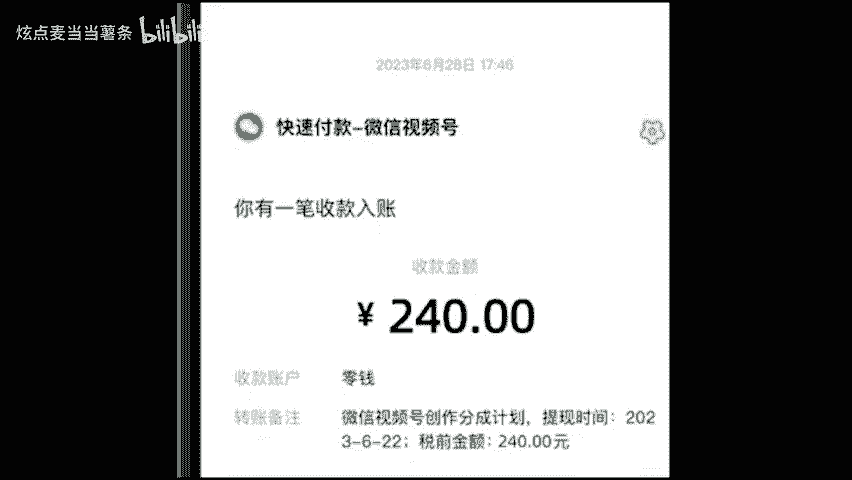 炫点麦当当薯条 bilibili
2023年6月28日 17:46
快速付款-微信视频号
你有一笔收款入账
收款金额
¥ 240.00
收款账户 零钱
转账备注 微信视频号创作分成计划，提现时间：202
3-6-22；税前金额：240.00元